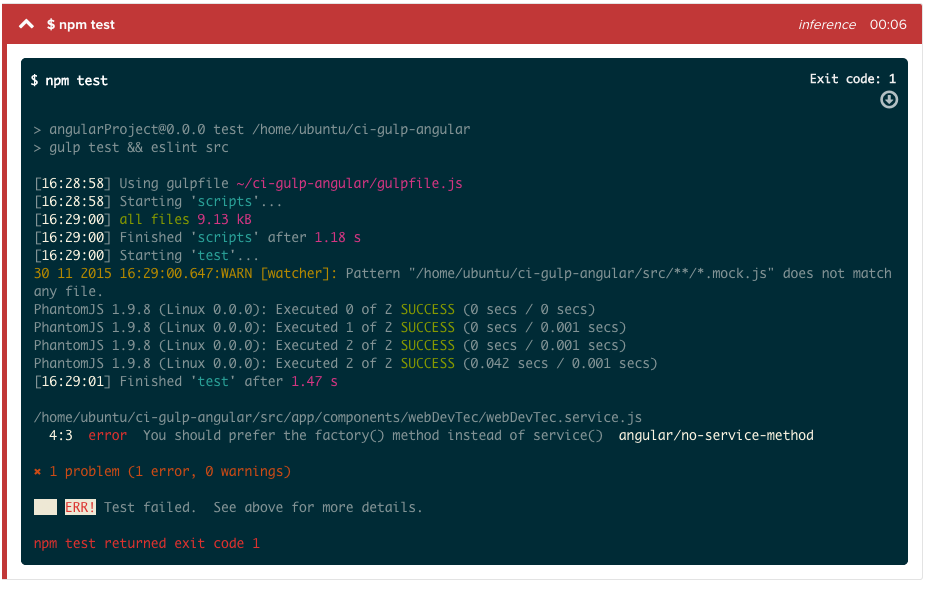 $ npm test
inference 00:06
$ npm test
Exit code: 1
> angularProject@0.0.0 test /home/ubuntu/ci-gulp-angular
> gulp test && eslint src
[16:28:58] Using gulpfile ~/ci-gulp-angular/gulpfile.js
[16:28:58] Starting 'scripts'...
[16:29:00] all files 9.13 kB
[16:29:00] Finished 'scripts' after 1.18 s
[16:29:00] Starting 'test'...
30 11 2015 16:29:00.647:WARN [watcher]: Pattern "/home/ubuntu/ci-gulp-angular/src/**/*.mock.js" does not match
any file.
PhantomJS 1.9.8 (Linux 0.0.0): Executed 0 of 2 SUCCESS (0 secs / 0 secs)
PhantomJS 1.9.8 (Linux 0.0.0): Executed 1 of 2 SUCCESS (0 secs / 0.001 secs)
PhantomJS 1.9.8 (Linux 0.0.0): Executed 2 of 2 SUCCESS (0 secs / 0.001 secs)
PhantomJS 1.9.8 (Linux 0.0.0): Executed 2 of 2 SUCCESS (0.042 secs / 0.001 secs)
[16:29:01] Finished 'test' after 1.47 s
/home/ubuntu/ci-gulp-angular/src/app/components/webDevTec/webDevTec.service.js
4:3 error You should prefer the factory() method instead of service() angular/no-service-method
✖ 1 problem (1 error, 0 warnings)
ERR! Test failed. See above for more details.
npm test returned exit code 1